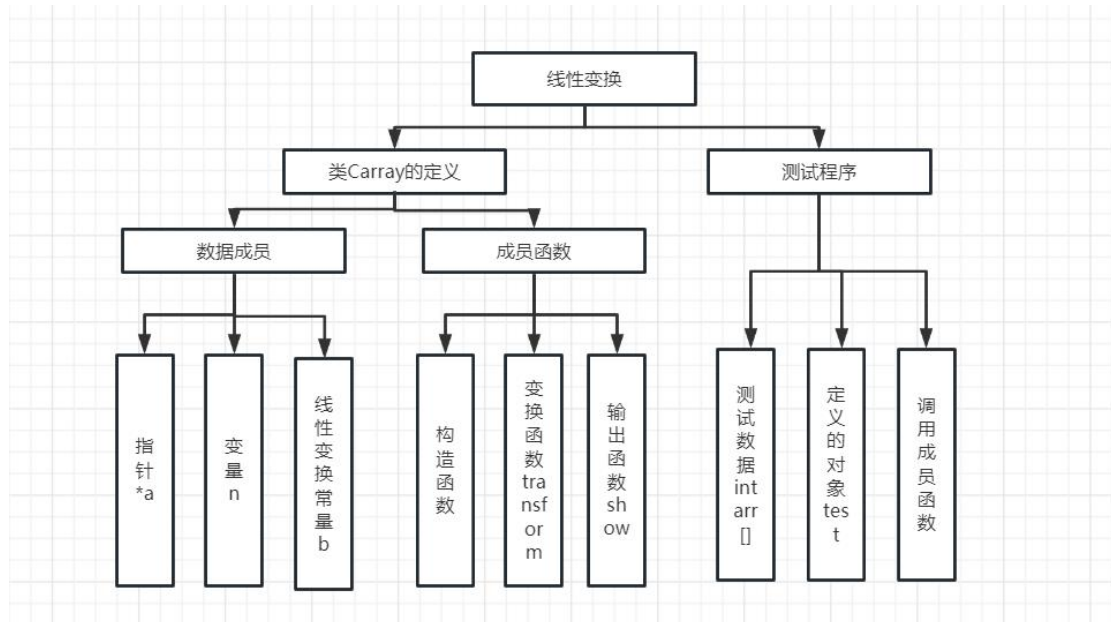 线性变换
类Carray的定义
测试程序
数据成员
成员函数
指
针
*a
变
量
n
线
性
变
换
常
量
b
构
造
函
数
变
换
函
数
tra
nsf
or
m
输
出
函
数
sh
ow
测
试
数
据
int
arr
[]
定
义
的
对
象
tes
t
调
用
成
员
函
数